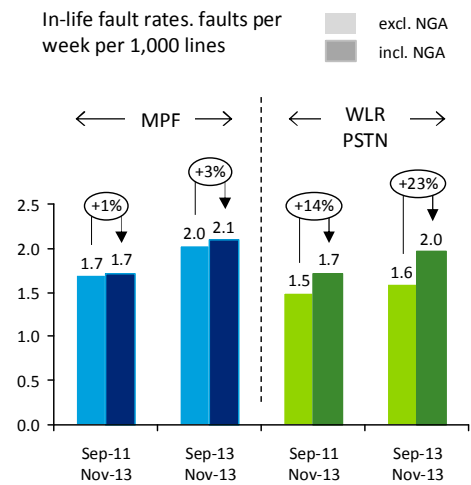 In-life fault rates. faults per
week per 1,000 lines
excl. NGA
incl. NGA
MPF
WLR
PSTN
+1%
+3%
+14%
+23%
2.5
2.0
1.5
1.0
0.5
0.0
1.7
1.7
2.0
2.1
1.5
1.7
1.6
2.0
Sep-11
Nov-13
Sep-13
Nov-13
Sep-11
Nov-13
Sep-13
Nov-13